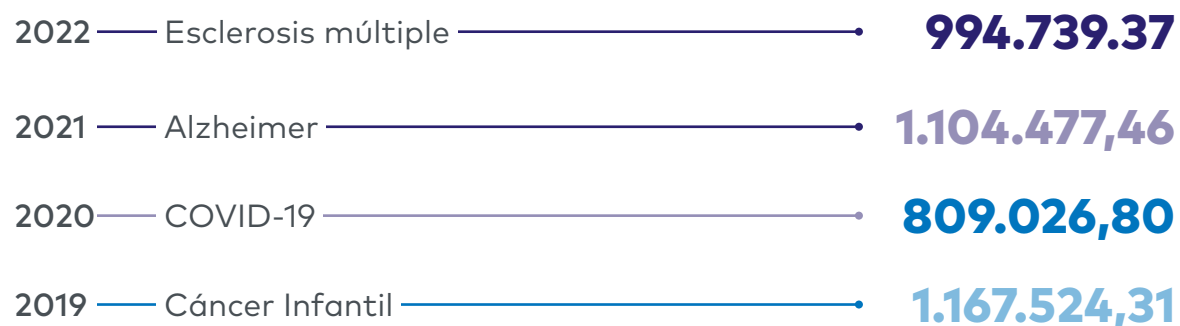 2022 Esclerosis múltiple 994.739.37
2021 Alzheimer 1.104.477,46
2020 COVID-19 809.026,80
2019 Cáncer Infantil 1.167.524,31